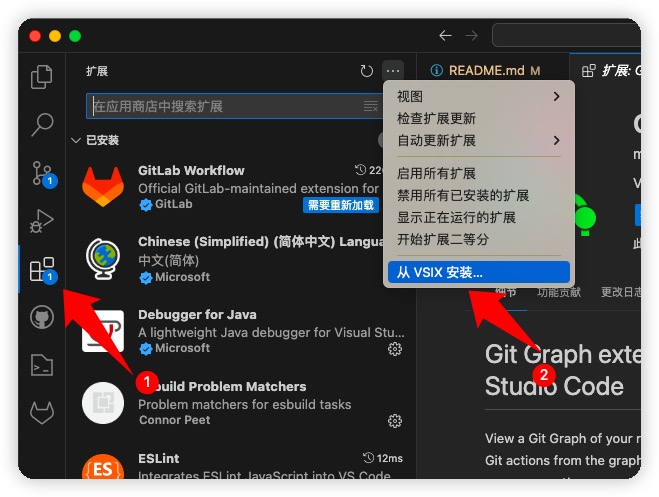 扩展
README.md M
扩展: G
在应用商店中搜索扩展
已安装
视图
检查扩展更新
自动更新扩展
启用所有扩展
禁用所有已安装的扩展
显示正在运行的扩展
开始扩展二等分
从 VSIX 安装...
GitLab Workflow
Official GitLab-maintained extension for
GitLab
需要重新加载
Chinese (Simplified) (简体中文) Langua
中文(简体)
Microsoft
Debugger for Java
A lightweight Java debugger for Visual Stu...
Microsoft
build Problem Matchers
Problem matchers for esbuild tasks
Connor Peet
ESLint
12ms
Integrates ESLint JavaScript into VS Code.
1
1
1
2
细节
功能贡献
更改日志
Git Graph exte
Studio Code
View a Git Graph of your r
Git actions from the graph